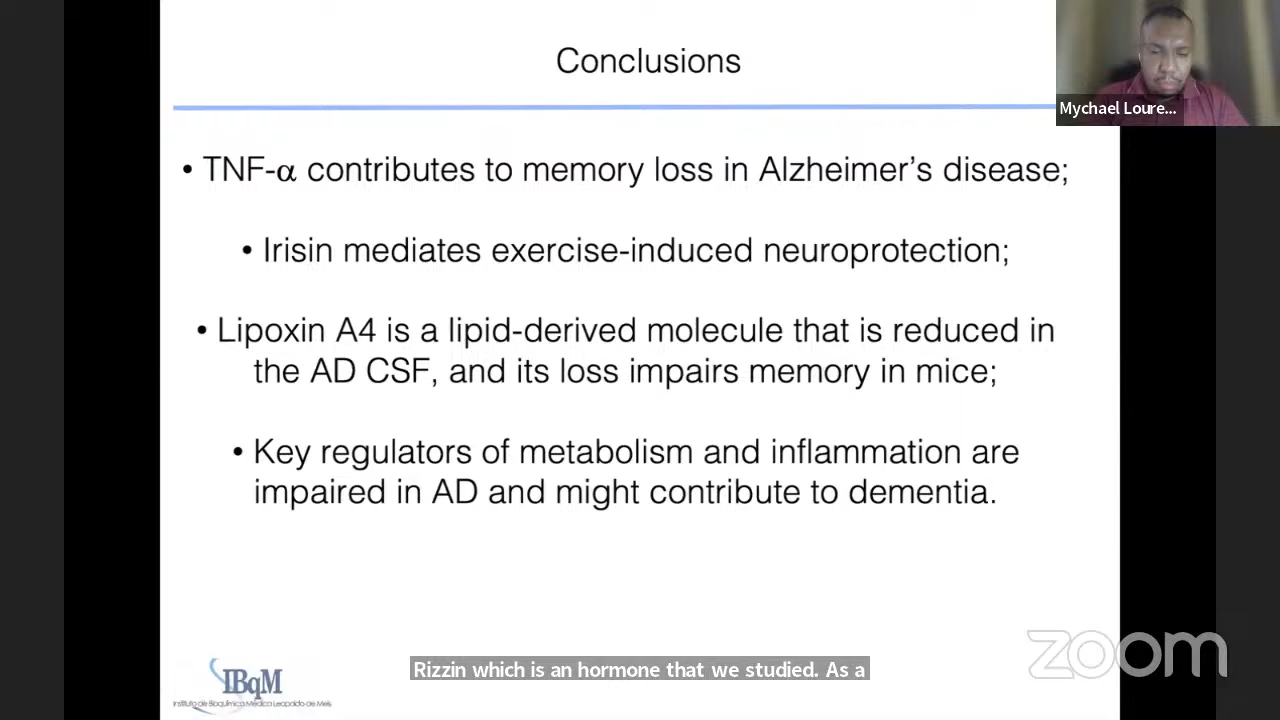 Conclusions
Mychael Loure...
• TNF-α contributes to memory loss in Alzheimer's disease;
• Irisin mediates exercise-induced neuroprotection;
• Lipoxin A4 is a lipid-derived molecule that is reduced in
the AD CSF, and its loss impairs memory in mice;
• Key regulators of metabolism and inflammation are
impaired in AD and might contribute to dementia.
Rizzin which is an hormone that we studied. As a
zoom
IBqM
Instituto de Bioquímica Médica Leopoldo de Meis